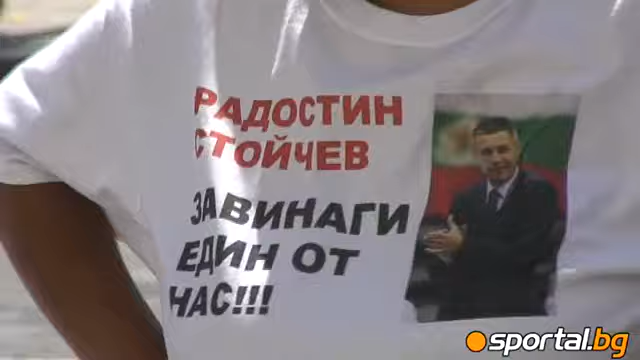 РАДОСТИН
СТОЙЧЕВ
ЗАВИНАГИ
ЕДИН ОТ
НАС!!!
sportal.bg